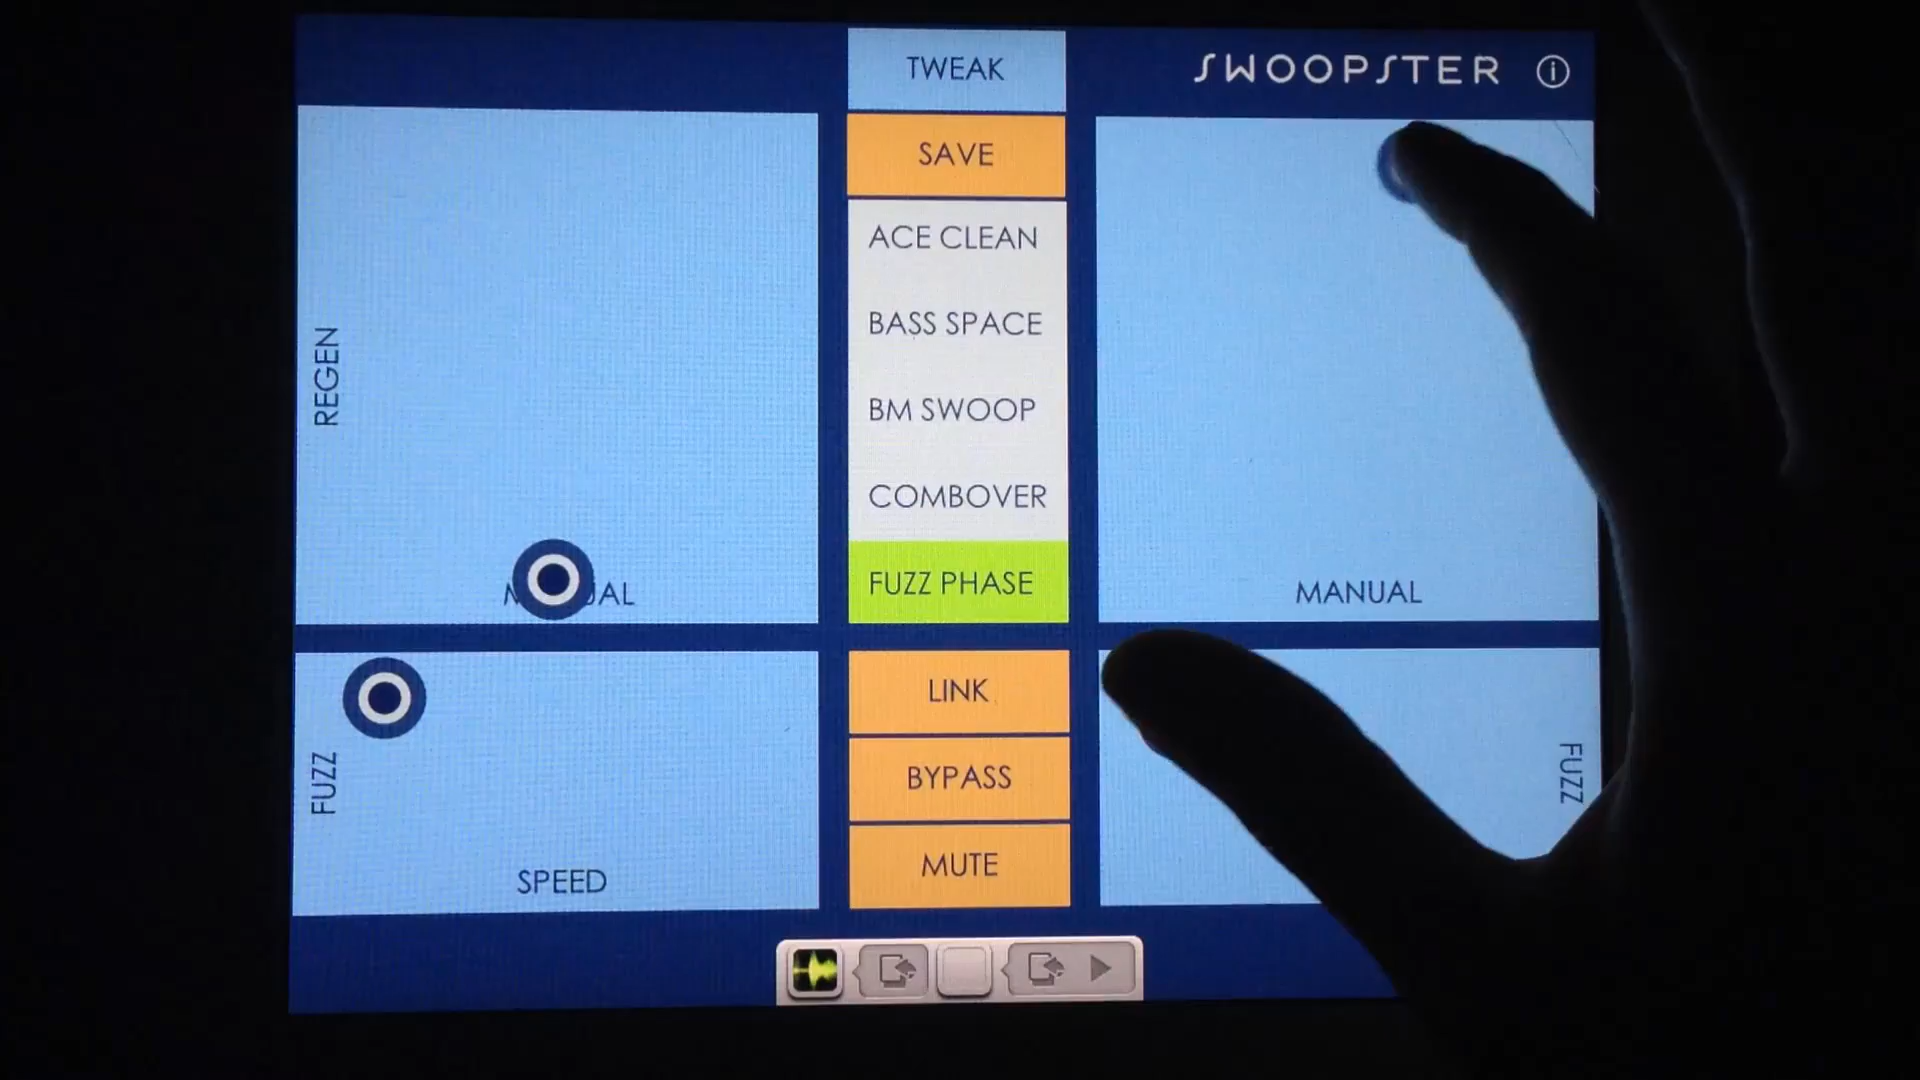 TWEAK
SWOOPSTER
SAVE
ACE CLEAN
BASS SPACE
BM SWOOP
COMBOVER
FUZZ PHASE
REGEN
MANUAL
LINK
BYPASS
MUTE
FUZZ
SPEED
FUZZ